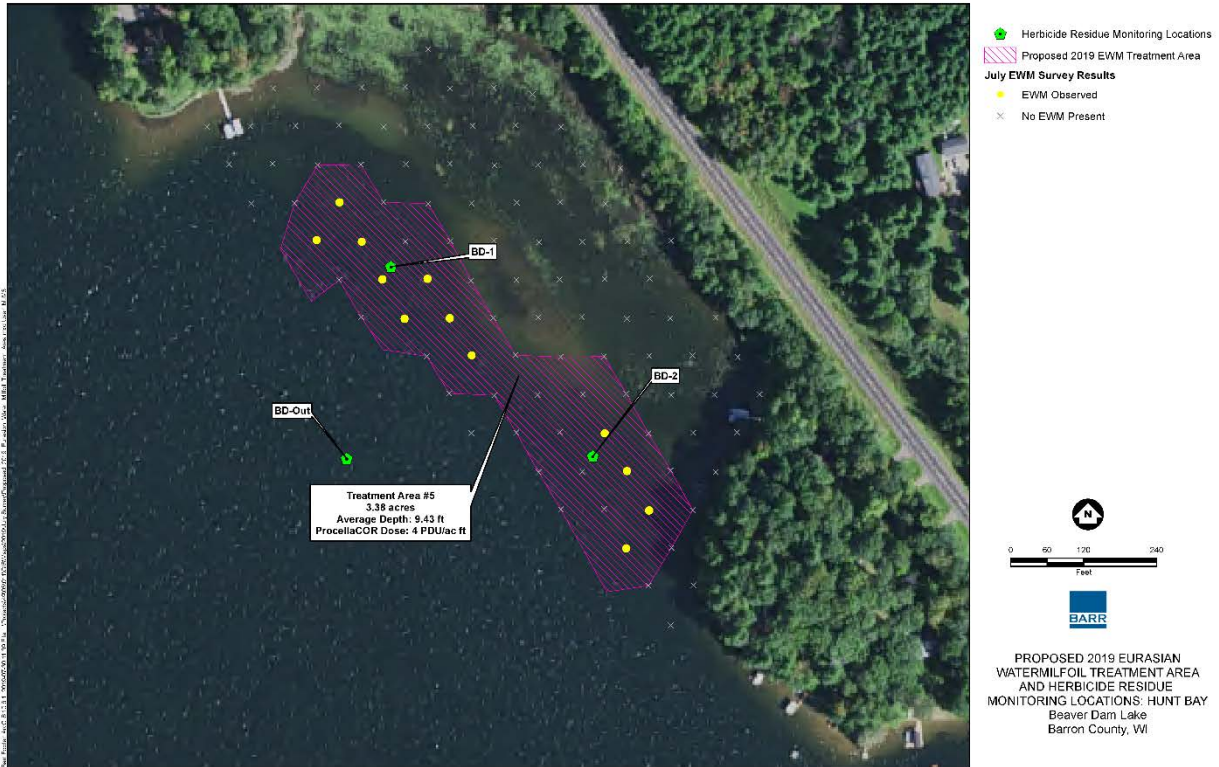 Herbicide Residue Monitoring Locations
Proposed 2019 EWM Treatment Area
July EWM Survey Results
EWM Observed
No EWM Present
BD-1
BD-2
BD-Out
Treatment Area #5
3.38 acres
Average Depth: 9.43 ft
ProcellaCOR Dose: 4 PDU/ac ft
N
0 60 120 240
Feet
BARR
PROPOSED 2019 EURASIAN
WATERMILFOIL TREATMENT AREA
AND HERBICIDE RESIDUE
MONITORING LOCATIONS: HUNT BAY
Beaver Dam Lake
Barron County, WI